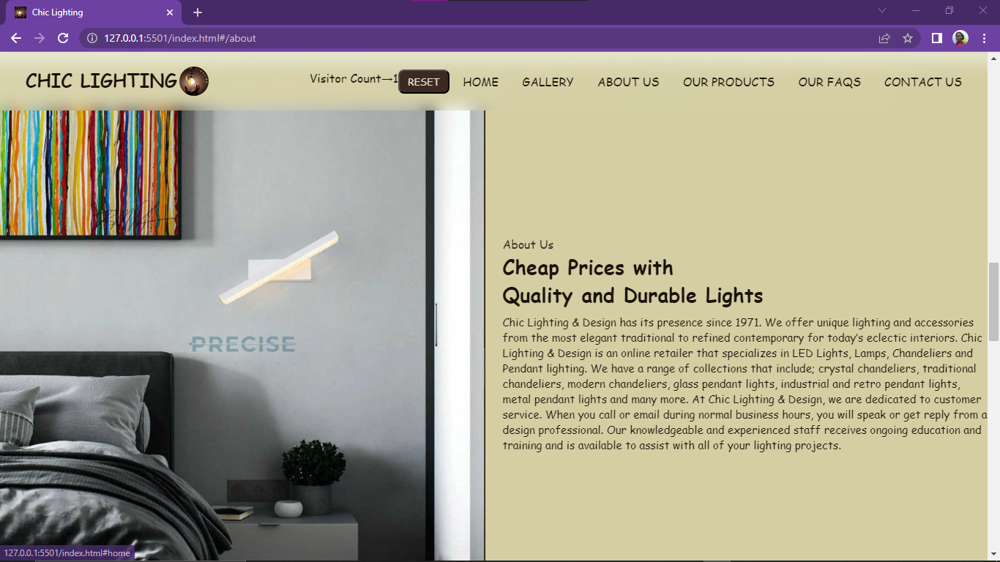 Chic Lighting
127.0.0.1:5501/index.html#/about
CHIC LIGHTING
Visitor Count→1
RESET
HOME
GALLERY
ABOUT US
OUR PRODUCTS
OUR FAQS
CONTACT US
PRECISE
About Us
Cheap Prices with
Quality and Durable Lights
Chic Lighting & Design has its presence since 1971. We offer unique lighting and accessories
from the most elegant traditional to refined contemporary for today's eclectic interiors. Chic
Lighting & Design is an online retailer that specializes in LED Lights, Lamps, Chandeliers and
Pendant lighting. We have a range of collections that include; crystal chandeliers, traditional
chandeliers, modern chandeliers, glass pendant lights, industrial and retro pendant lights,
metal pendant lights and many more. At Chic Lighting & Design, we are dedicated to customer
service. When you call or email during normal business hours, you will speak or get reply from a
design professional. Our knowledgeable and experienced staff receives ongoing education and
training and is available to assist with all of your lighting projects.
127.0.0.1:5501/index.html#home